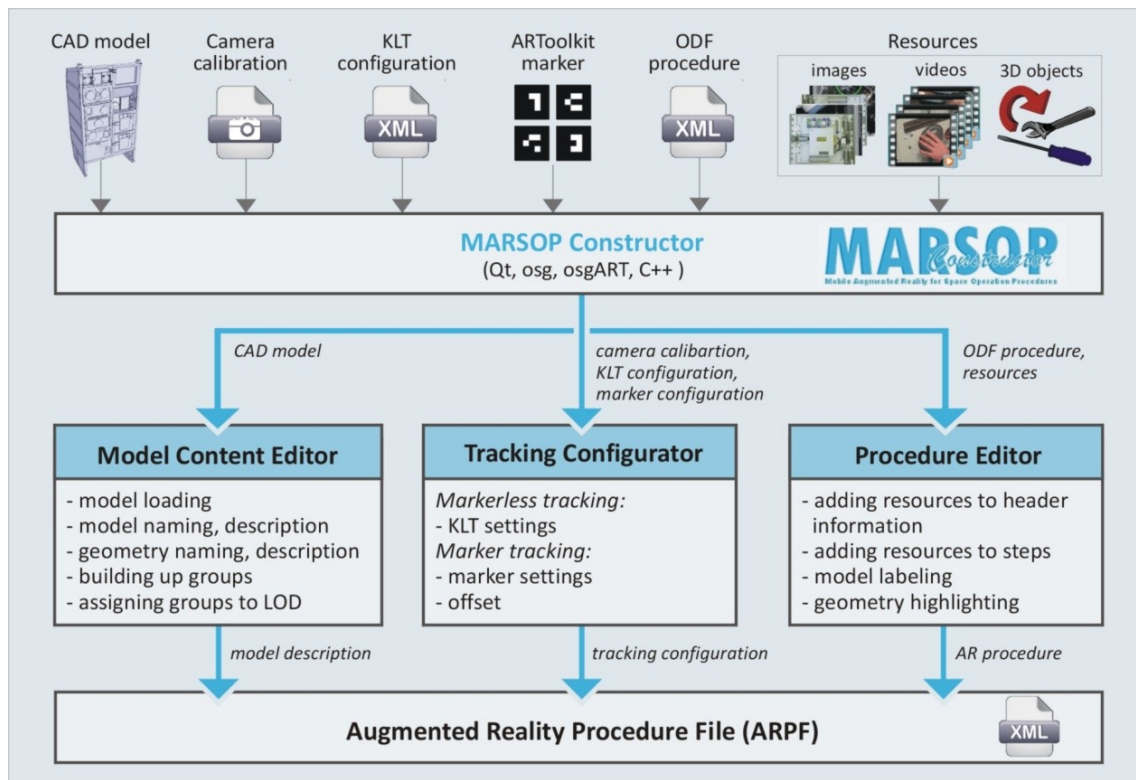 CAD model
Camera
calibration
KLT
configuration
ARToolkit
marker
ODF
procedure
Resources
images
videos
3D objects
XML
XML
MARSOP Constructor
(Qt, osg, osgART, C++ )
MARSOP
Constructor
Mobile Augmented Reality for Space Operation Procedures
CAD model
camera calibartion,
KLT configuration,
marker configuration
ODF procedure,
resources
Model Content Editor
- model loading
- model naming, description
- geometry naming, description
- building up groups
- assigning groups to LOD
Tracking Configurator
Markerless tracking:
- KLT settings
Marker tracking:
- marker settings
- offset
Procedure Editor
- adding resources to header
information
- adding resources to steps
- model labeling
- geometry highlighting
model description
tracking configuration
AR procedure
Augmented Reality Procedure File (ARPF)
XML